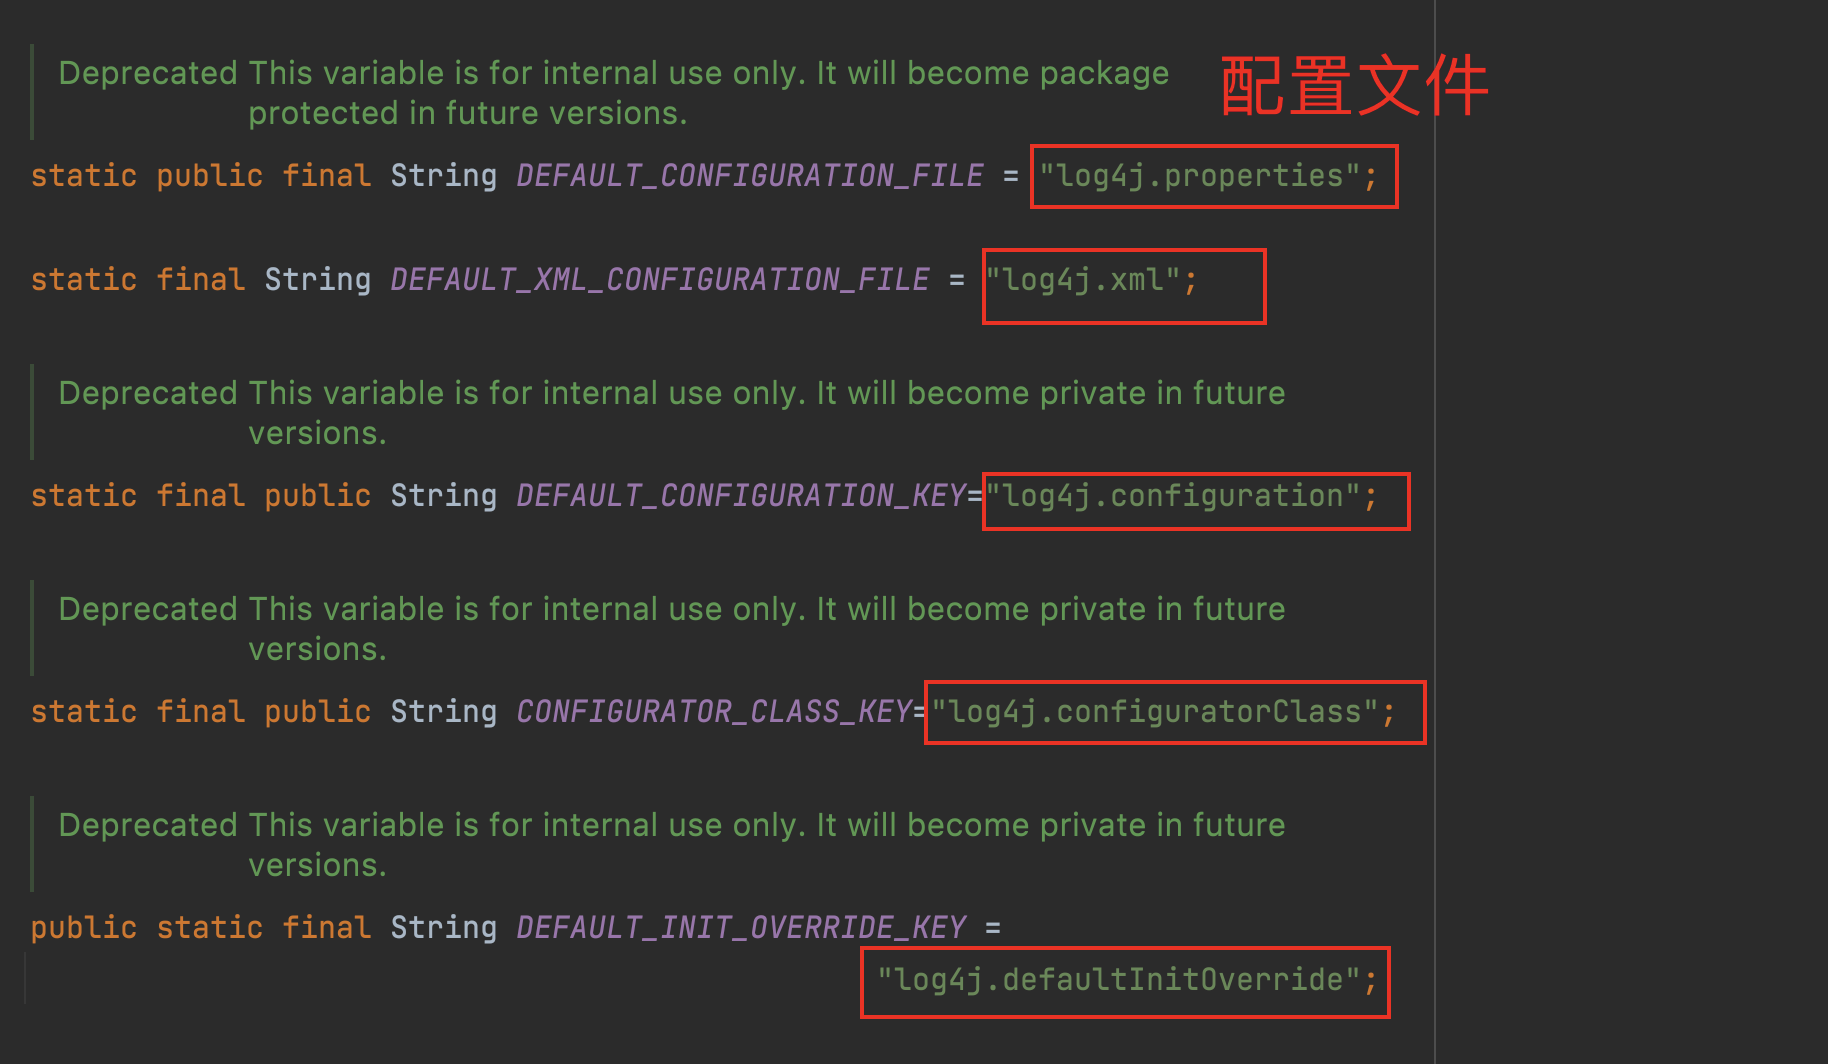 配置文件
Deprecated This variable is for internal use only. It will become package
protected in future versions.
static public final String DEFAULT_CONFIGURATION_FILE = "log4j.properties";
static final String DEFAULT_XML_CONFIGURATION_FILE = "log4j.xml";
Deprecated This variable is for internal use only. It will become private in future
versions.
static final public String DEFAULT_CONFIGURATION_KEY="log4j.configuration";
Deprecated This variable is for internal use only. It will become private in future
versions.
static final public String CONFIGURATOR_CLASS_KEY="log4j.configuratorClass";
Deprecated This variable is for internal use only. It will become private in future
versions.
public static final String DEFAULT_INIT_OVERRIDE_KEY =
"log4j.defaultInitOverride";